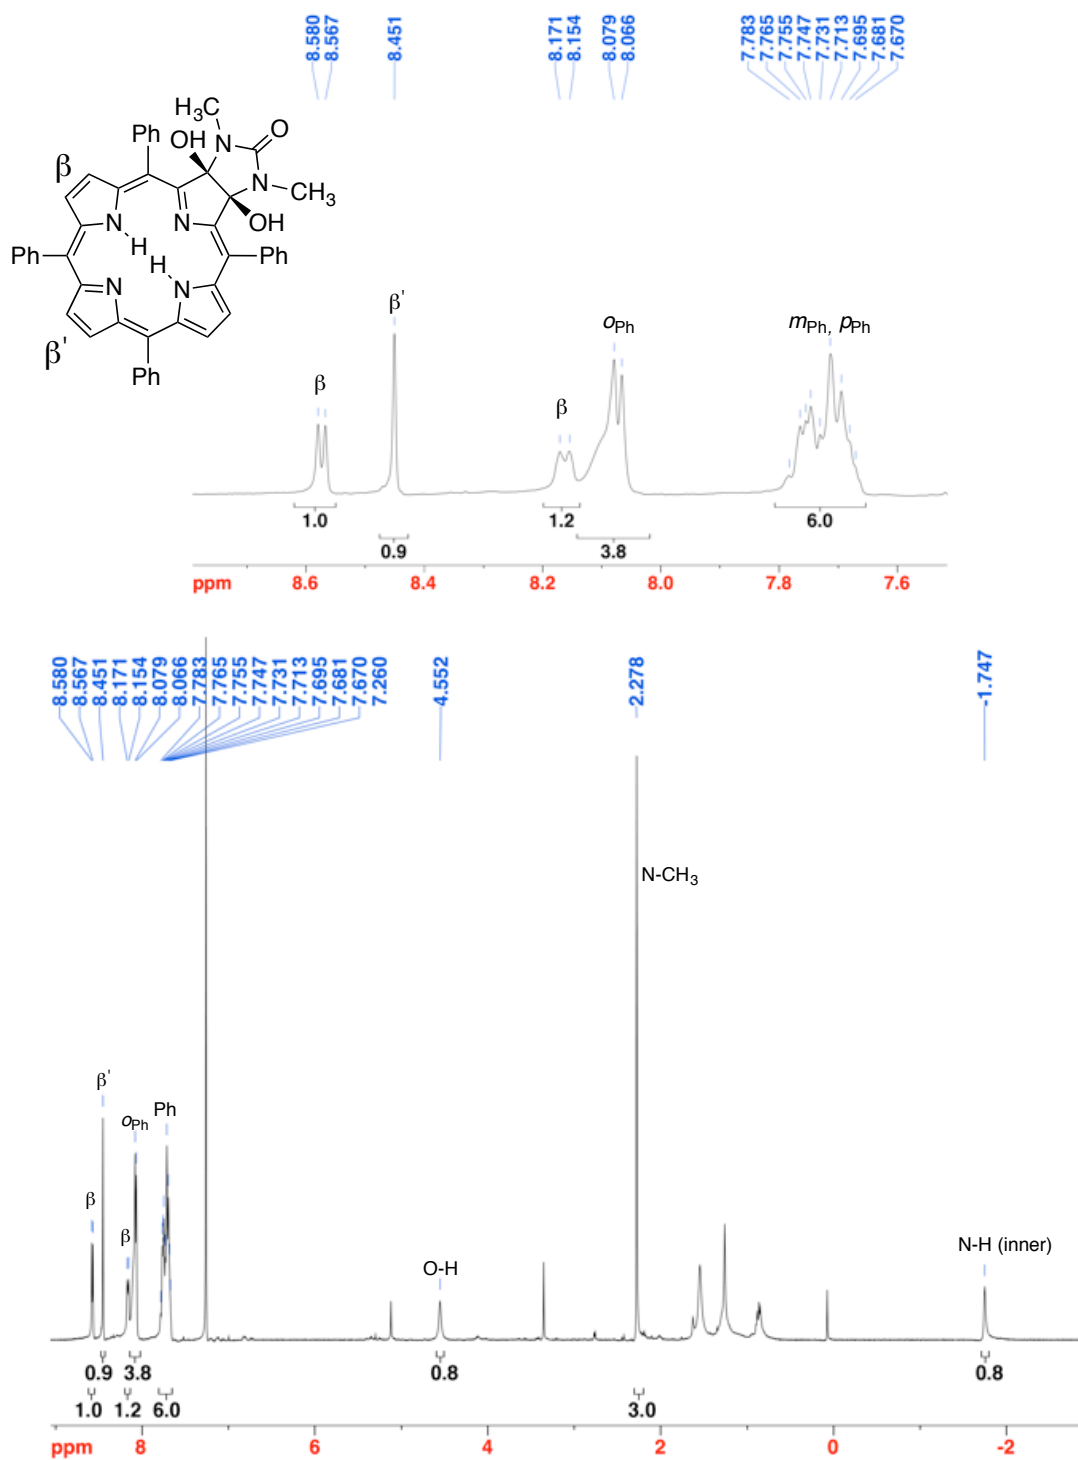 8.580
8.567
8.451
8.171
8.154
8.079
8.066
7.783
7.765
7.755
7.747
7.731
7.713
7.695
7.681
7.670
H₃C
Ph
OH
N
O
β
N
CH₃
N
N
OH
H
Ph
Ph
H
N
N
β'
Ph
β'
oPh
mPh, pPh
β
β
1.0
1.2
6.0
0.9
3.8
ppm
8.6
8.4
8.2
8.0
7.8
7.6
8.580
8.567
8.451
8.171
8.154
8.079
8.066
7.783
7.765
7.755
7.747
7.731
7.713
7.695
7.681
7.670
7.260
4.552
2.278
-1.747
N-CH₃
β'
oPh
Ph
β
β
O-H
N-H (inner)
0.9
3.8
0.8
0.8
1.0
1.2
6.0
3.0
ppm
8
6
4
2
0
-2